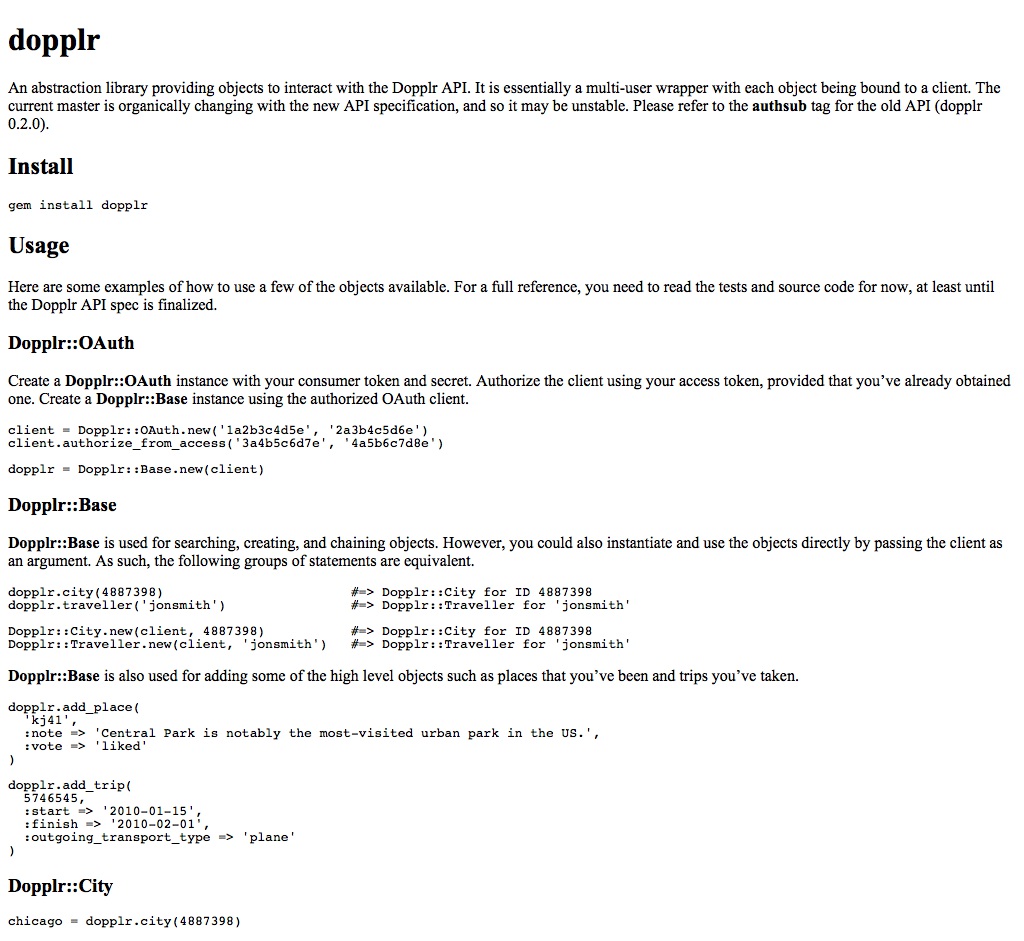 dopplr
An abstraction library providing objects to interact with the Dopplr API. It is essentially a multi-user wrapper with each object being bound to a client. The
current master is organically changing with the new API specification, and so it may be unstable. Please refer to the authsub tag for the old API (dopplr
0.2.0).
Install
gem install dopplr
Usage
Here are some examples of how to use a few of the objects available. For a full reference, you need to read the tests and source code for now, at least until
the Dopplr API spec is finalized.
Dopplr::OAuth
Create a Dopplr::OAuth instance with your consumer token and secret. Authorize the client using your access token, provided that you’ve already obtained
one. Create a Dopplr::Base instance using the authorized OAuth client.
client = Dopplr::OAuth.new('1a2b3c4d5e', '2a3b4c5d6e')
client.authorize_from_access('3a4b5c6d7e', '4a5b6c7d8e')
dopplr = Dopplr::Base.new(client)
Dopplr::Base
Dopplr::Base is used for searching, creating, and chaining objects. However, you could also instantiate and use the objects directly by passing the client as
an argument. As such, the following groups of statements are equivalent.
dopplr.city(4887398) #=> Dopplr::City for ID 4887398
dopplr.traveller('jonsmith') #=> Dopplr::Traveller for 'jonsmith'
Dopplr::City.new(client, 4887398) #=> Dopplr::City for ID 4887398
Dopplr::Traveller.new(client, 'jonsmith') #=> Dopplr::Traveller for 'jonsmith'
Dopplr::Base is also used for adding some of the high level objects such as places that you’ve been and trips you’ve taken.
dopplr.add_place(
'kj41',
:note => 'Central Park is notably the most-visited urban park in the US.',
:vote => 'liked'
)
dopplr.add_trip(
5746545,
:start => '2010-01-15',
:finish => '2010-02-01',
:outgoing_transport_type => 'plane'
)
Dopplr::City
chicago = dopplr.city(4887398)